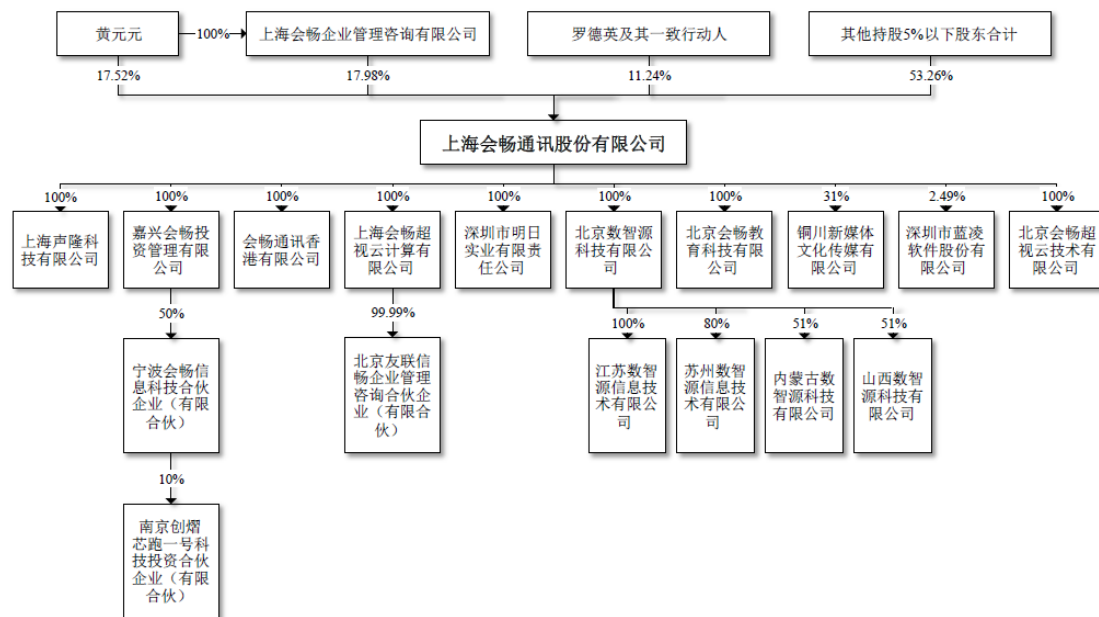 黄元元
100%
上海会畅企业管理咨询有限公司
罗德英及其一致行动人
其他持股5%以下股东合计
17.52%
17.98%
11.24%
53.26%
上海会畅通讯股份有限公司
100%
100%
100%
100%
100%
100%
100%
31%
2.49%
100%
上海声隆科
技有限公司
嘉兴会畅投
资管理有限
公司
会畅通讯香
港有限公司
上海会畅超
视云计算有
限公司
深圳市明日
实业有限责
任公司
北京数智源
科技有限公
司
北京会畅教
育科技有限
公司
铜川新媒体
文化传媒有
限公司
深圳市蓝凌
软件股份有
限公司
北京会畅超
视云技术有
限公司
50%
99.99%
100%
80%
51%
51%
宁波会畅信
息科技合伙
企业（有限
合伙）
北京友联信
畅企业管理
咨询合伙企
业（有限合
伙）
江苏数智
源信息技
术有限公
司
苏州数智
源信息技
术有限公
司
内蒙古数
智源科技
有限公司
山西数智
源科技有
限公司
10%
南京创熠
芯跑一号科
技投资合伙
企业（有限
合伙）